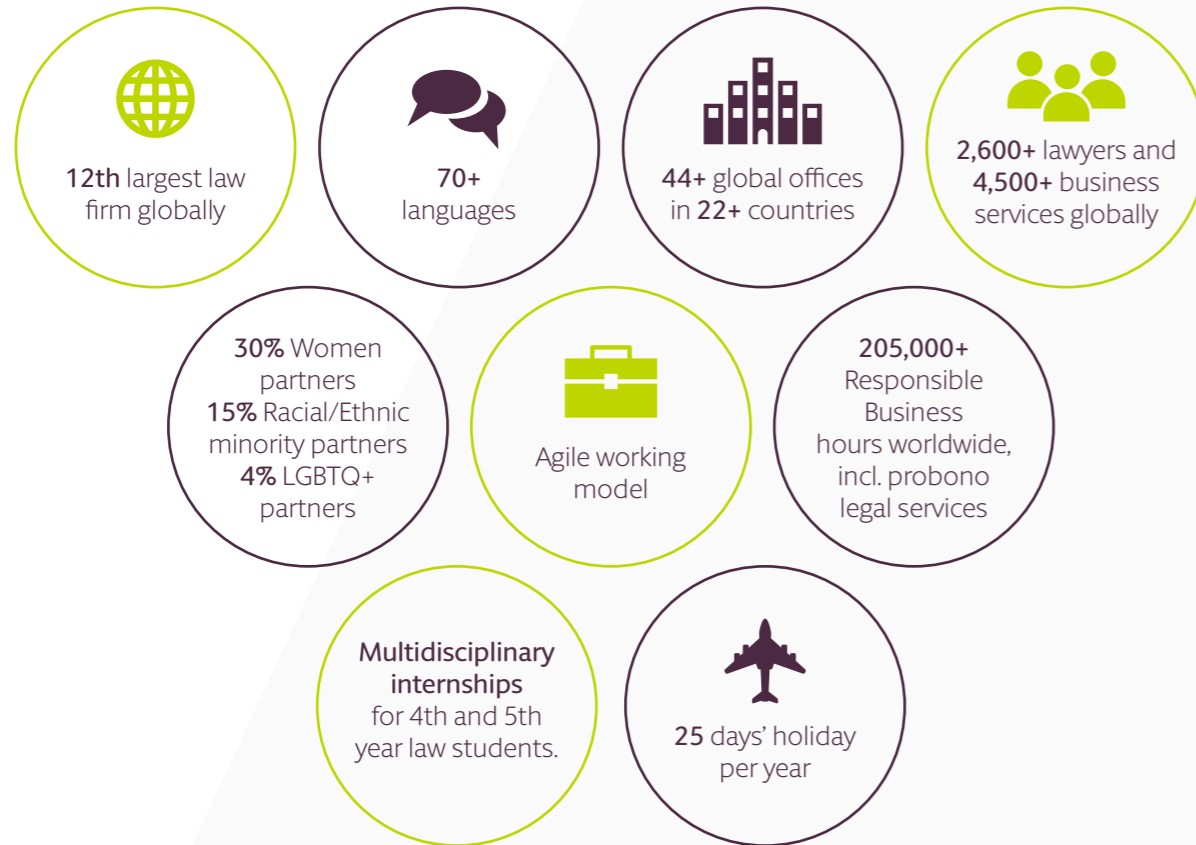 12th largest law
firm globally
70+
languages
44+ global offices
in 22+ countries
2,600+ lawyers and
4,500+ business
services globally
30% Women
partners
15% Racial/Ethnic
minority partners
4% LGBTQ+
partners
Agile working
model
205,000+
Responsible
Business
hours worldwide,
incl. probono
legal services
Multidisciplinary
internships
for 4th and 5th
year law students.
25 days’ holiday
per year